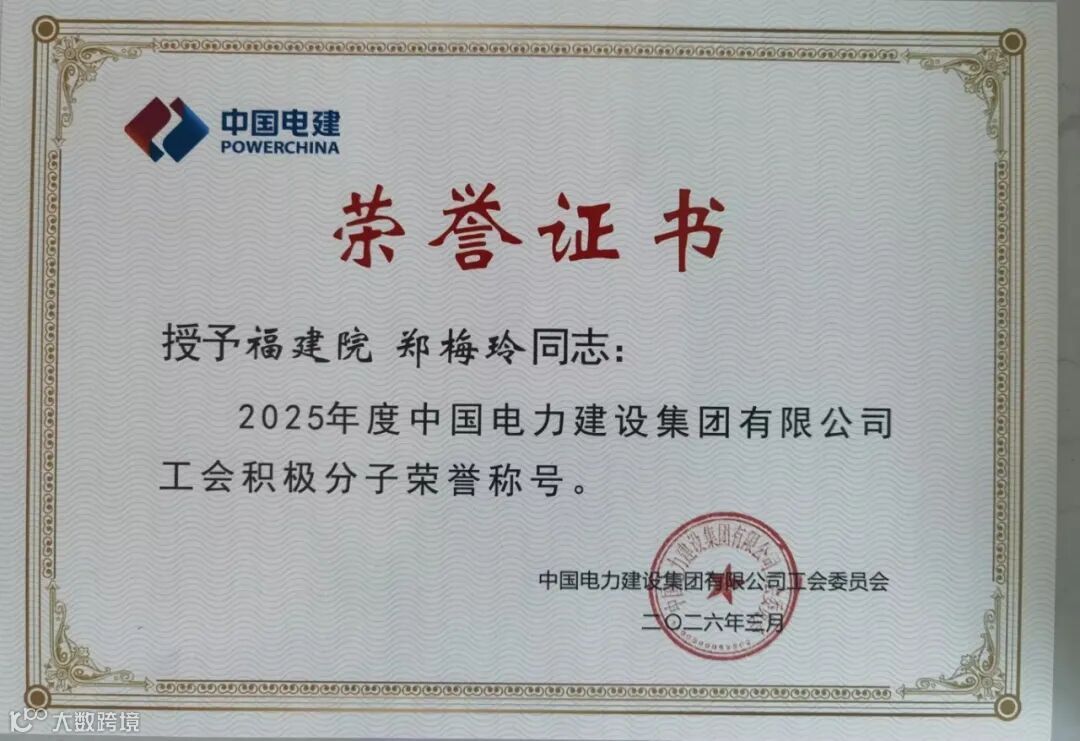 中国电建
POWERCHINA
荣誉证书
授予福建院 郑梅玲同志：
2025年度中国电力建设集团有限公司
工会积极分子荣誉称号。
中国电力建设集团有限公司工会委员会
二〇二六年三月
大数跨境